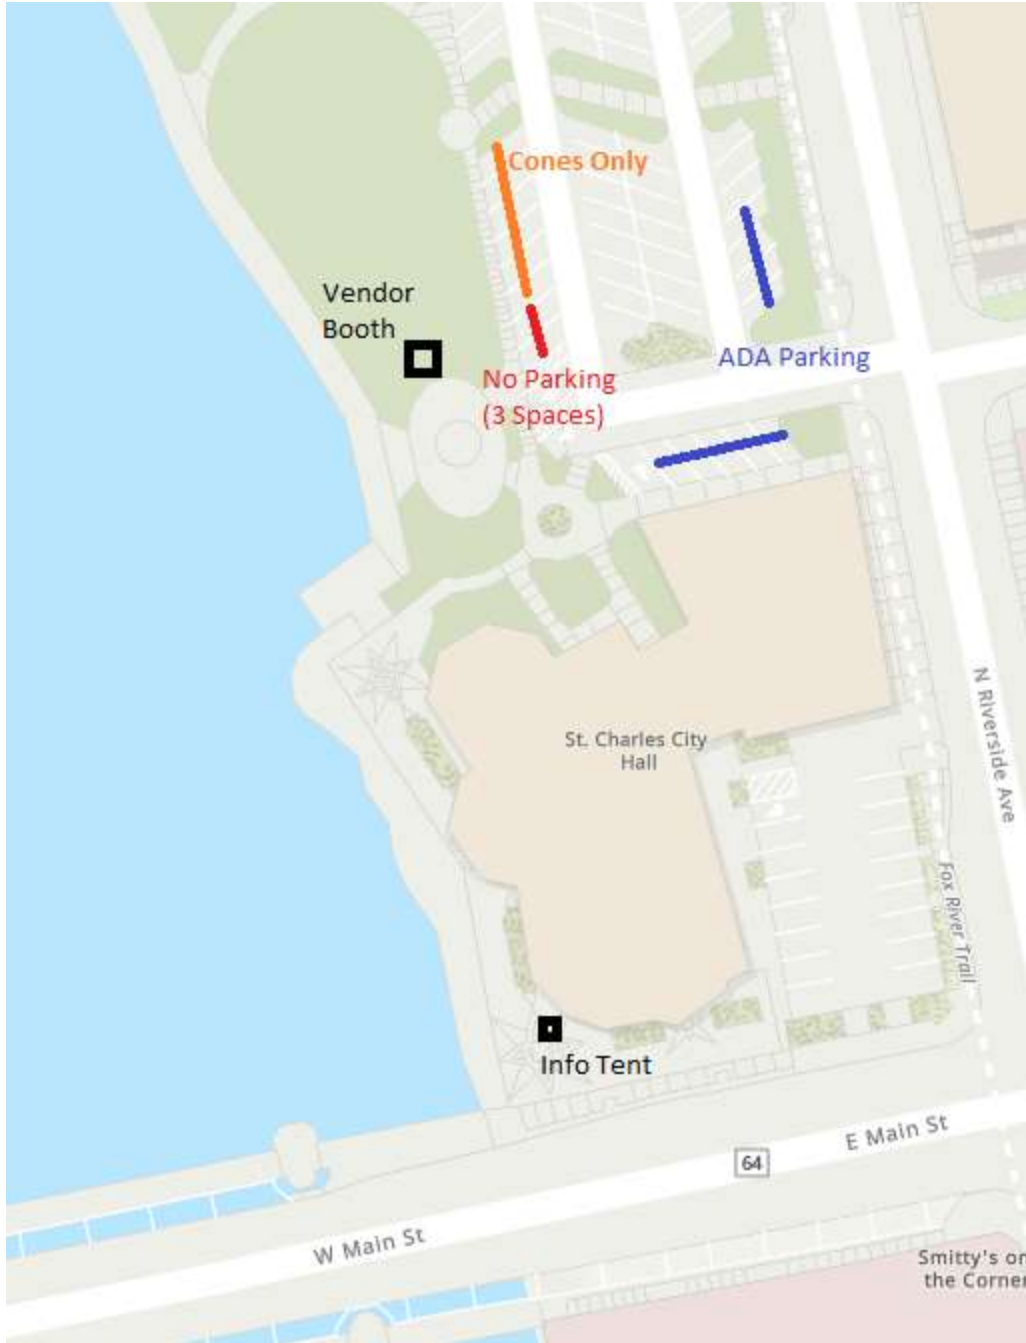 Cones Only
Vendor
Booth
ADA Parking
No Parking
(3 Spaces)
N Riverside Ave
St. Charles City
Hall
Fox River Trail
Info Tent
E Main St
64
W Main St
Smitty's on
the Corner